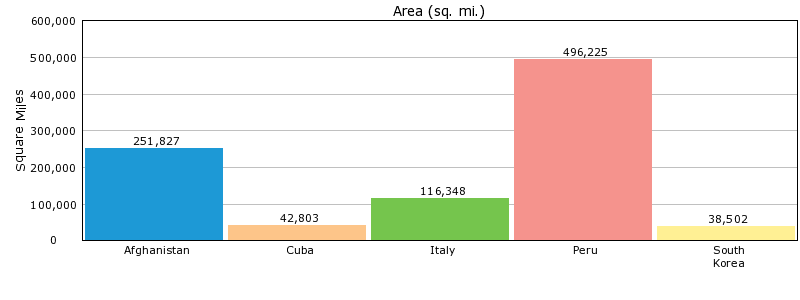 Area (sq. mi.)
Square Miles
600,000
500,000
400,000
300,000
200,000
100,000
0
251,827
42,803
116,348
496,225
38,502
Afghanistan
Cuba
Italy
Peru
South
Korea